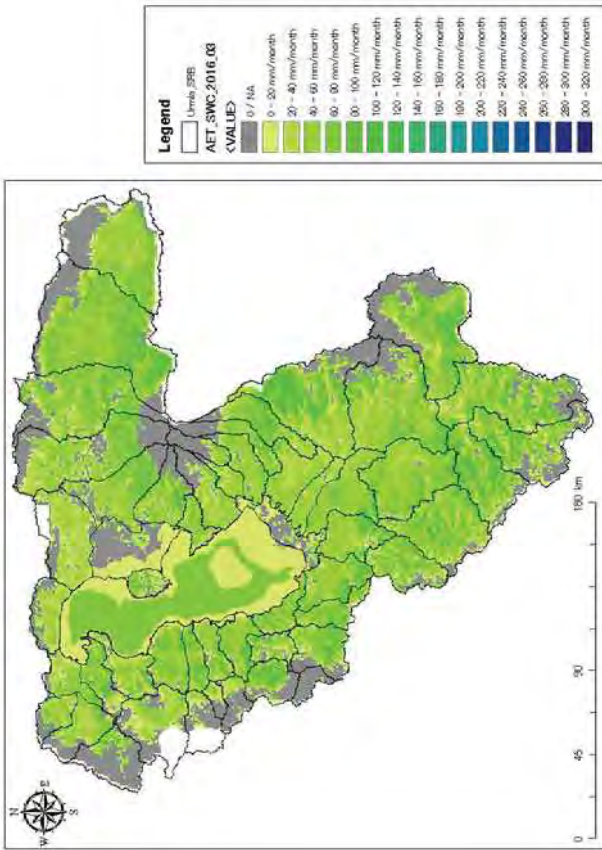 N
W E
S
Legend
Urmia_SRB
AET_SWC_2016_03
<VALUE>
0 / NA
0 - 20 mm/month
20 - 40 mm/month
40 - 60 mm/month
60 - 80 mm/month
80 - 100 mm/month
100 - 120 mm/month
120 - 140 mm/month
140 - 160 mm/month
160 - 180 mm/month
180 - 200 mm/month
200 - 220 mm/month
220 - 240 mm/month
240 - 260 mm/month
260 - 280 mm/month
280 - 300 mm/month
300 - 320 mm/month
0 45 90 180 km